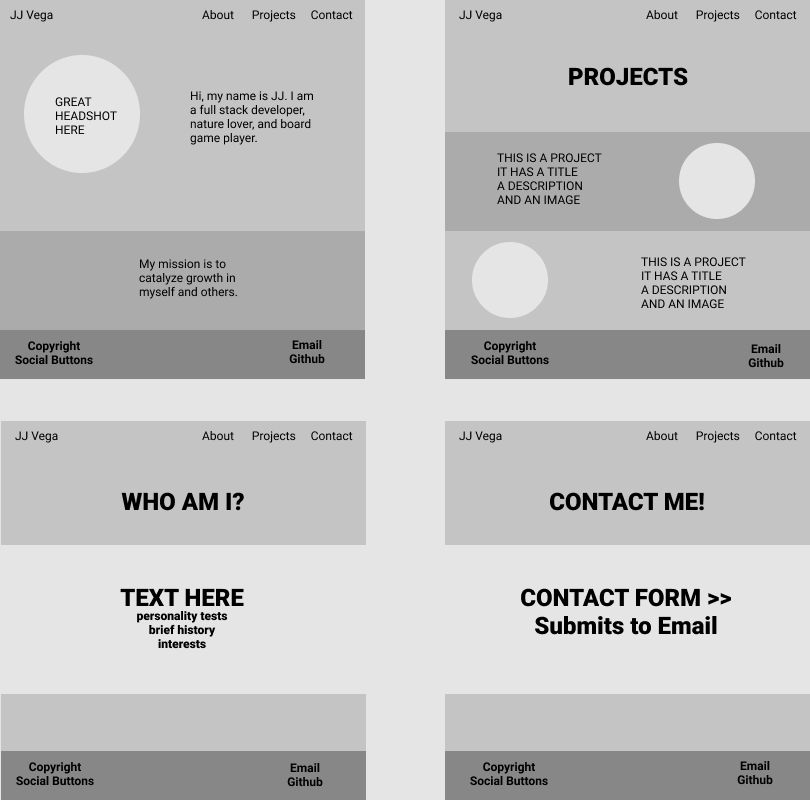 JJ Vega
About Projects Contact
GREAT
HEADSHOT
HERE
Hi, my name is JJ. I am
a full stack developer,
nature lover, and board
game player.
My mission is to
catalyze growth in
myself and others.
Copyright
Social Buttons
Email
Github
JJ Vega
About Projects Contact
PROJECTS
THIS IS A PROJECT
IT HAS A TITLE
A DESCRIPTION
AND AN IMAGE
THIS IS A PROJECT
IT HAS A TITLE
A DESCRIPTION
AND AN IMAGE
Copyright
Social Buttons
Email
Github
JJ Vega
About Projects Contact
WHO AM I?
TEXT HERE
personality tests
brief history
interests
Copyright
Social Buttons
Email
Github
JJ Vega
About Projects Contact
CONTACT ME!
CONTACT FORM >>
Submits to Email
Copyright
Social Buttons
Email
Github